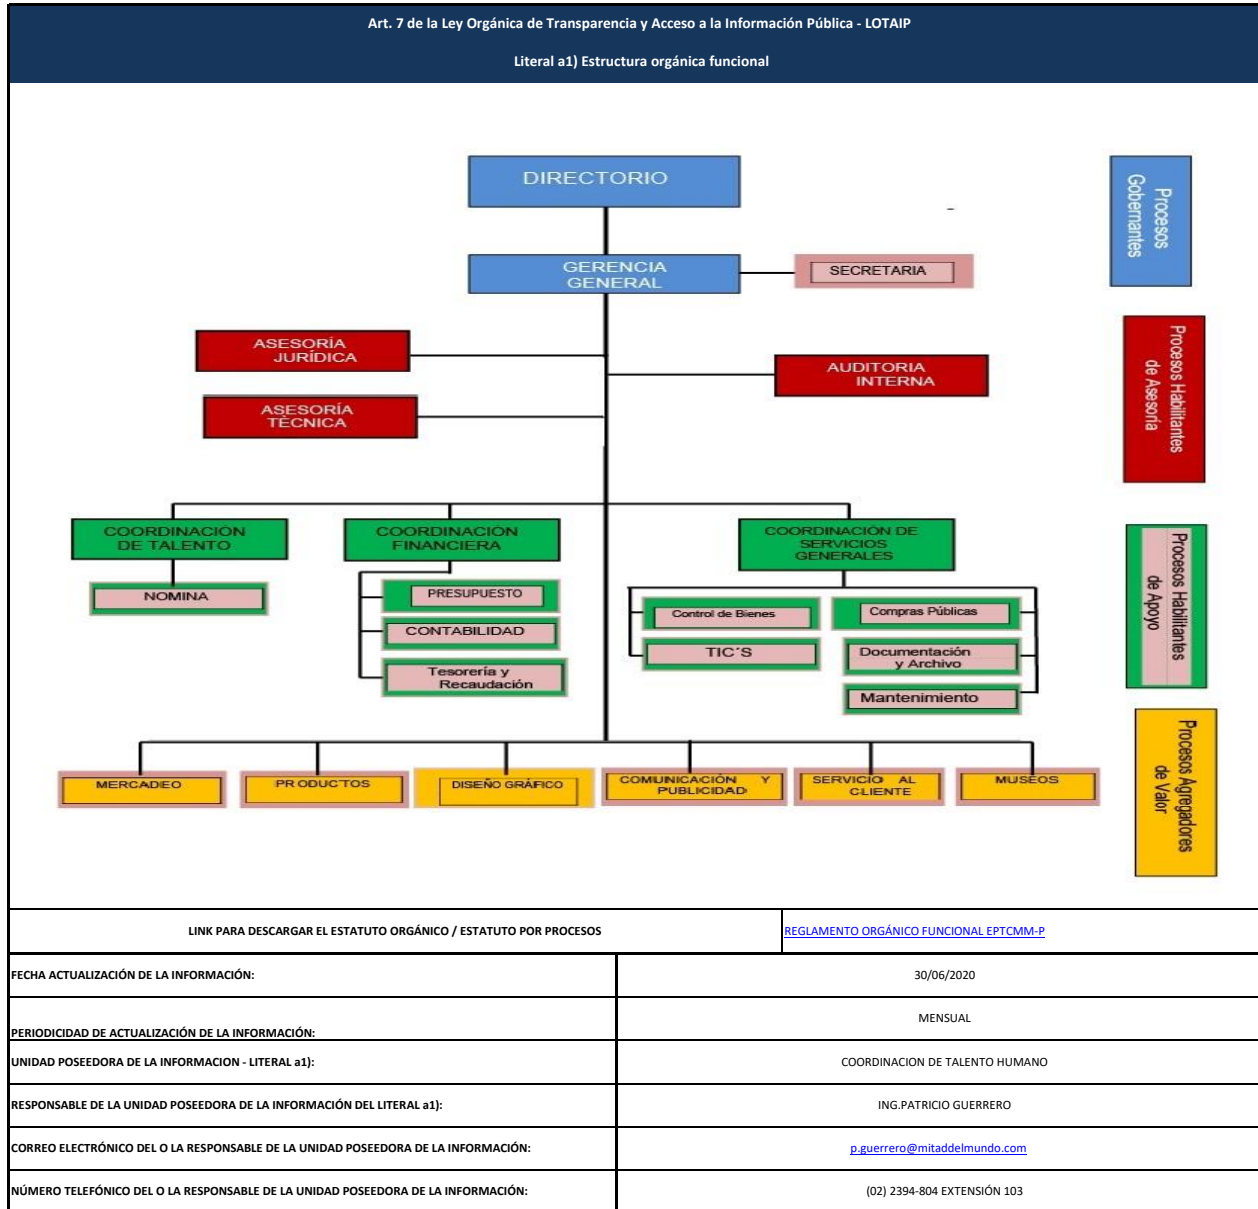 Art. 7 de la Ley Orgánica de Transparencia y Acceso a la Información Pública - LOTAIP
Literal a1) Estructura orgánica funcional
DIRECTORIO
Procesos
Gobernantes
GERENCIA
GENERAL
SECRETARIA
ASESORÍA
JURÍDICA
AUDITORIA
INTERNA
ASESORÍA
TÈCNICA
Procesos Habilitantes
de Asesoría
COORDINACIÓN
DE TALENTO
COORDINACIÓN
FINANCIERA
COORDINACIÓN DE
SERVICIOS
GENERALES
Procesos Habilitantes
de Apoyo
NOMINA
PRESUPUESTO
CONTABILIDAD
Tesorería y
Recaudación
Control de Bienes
TIC´S
Compras Públicas
Documentación
y Archivo
Mantenimiento
MERCADEO
PRODUCTOS
DISEÑO GRÁFICO
COMUNICACIÓN Y
PUBLICIDAD
SERVICIO AL
CLIENTE
MUSEOS
Procesos Agregadores
de Valor
LINK PARA DESCARGAR EL ESTATUTO ORGÁNICO / ESTATUTO POR PROCESOS
REGLAMENTO ORGÁNICO FUNCIONAL EPTCMM-P
FECHA ACTUALIZACIÓN DE LA INFORMACIÓN:
30/06/2020
PERIODICIDAD DE ACTUALIZACIÓN DE LA INFORMACIÓN:
MENSUAL
UNIDAD POSEEDORA DE LA INFORMACION - LITERAL a1):
COORDINACION DE TALENTO HUMANO
RESPONSABLE DE LA UNIDAD POSEEDORA DE LA INFORMACIÓN DEL LITERAL a1):
ING.PATRICIO GUERRERO
CORREO ELECTRÓNICO DEL O LA RESPONSABLE DE LA UNIDAD POSEEDORA DE LA INFORMACIÓN:
p.guerrero@mitaddelmundo.com
NÚMERO TELEFÓNICO DEL O LA RESPONSABLE DE LA UNIDAD POSEEDORA DE LA INFORMACIÓN:
(02) 2394-804 EXTENSIÓN 103